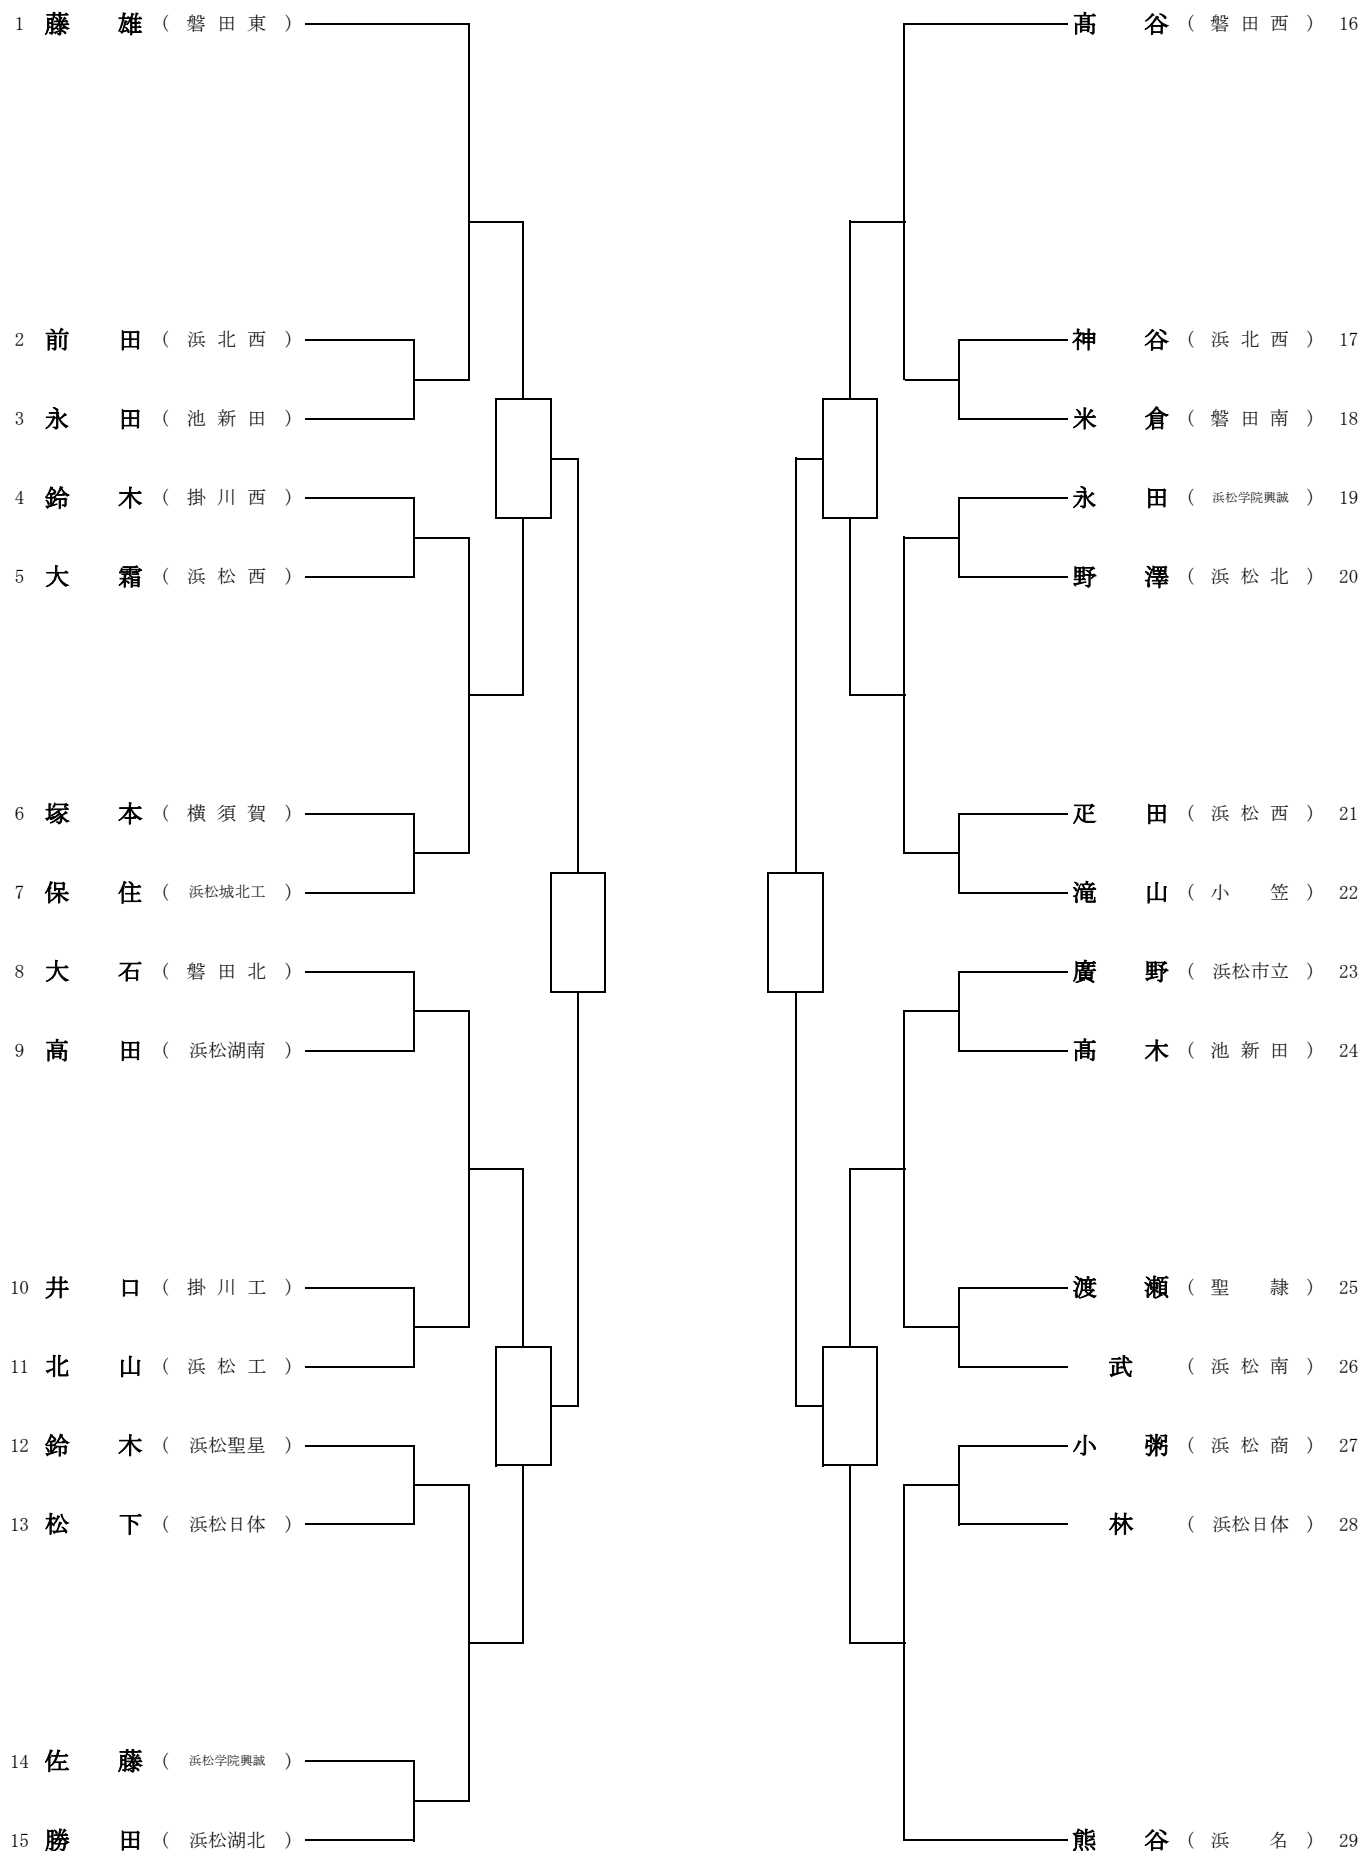 1 藤 雄 （ 磐 田 東 ）
2 前 田 （ 浜 北 西 ）
3 永 田 （ 池 新 田 ）
4 鈴 木 （ 掛 川 西 ）
5 大 霜 （ 浜 松 西 ）
6 塚 本 （ 横 須 賀 ）
7 保 住 （ 浜松城北工 ）
8 大 石 （ 磐 田 北 ）
9 高 田 （ 浜松湖南 ）
10 井 口 （ 掛 川 工 ）
11 北 山 （ 浜 松 工 ）
12 鈴 木 （ 浜松聖星 ）
13 松 下 （ 浜松日体 ）
14 佐 藤 （ 浜松学院興誠 ）
15 勝 田 （ 浜松湖北 ）
髙 谷 （ 磐 田 西 ） 16
神 谷 （ 浜 北 西 ） 17
米 倉 （ 磐 田 南 ） 18
永 田 （ 浜松学院興誠 ） 19
野 澤 （ 浜 松 北 ） 20
疋 田 （ 浜 松 西 ） 21
滝 山 （ 小 笠 ） 22
廣 野 （ 浜松市立 ） 23
髙 木 （ 池 新 田 ） 24
渡 瀬 （ 聖 隷 ） 25
武 （ 浜 松 南 ） 26
小 粥 （ 浜 松 商 ） 27
林 （ 浜松日体 ） 28
熊 谷 （ 浜 名 ） 29